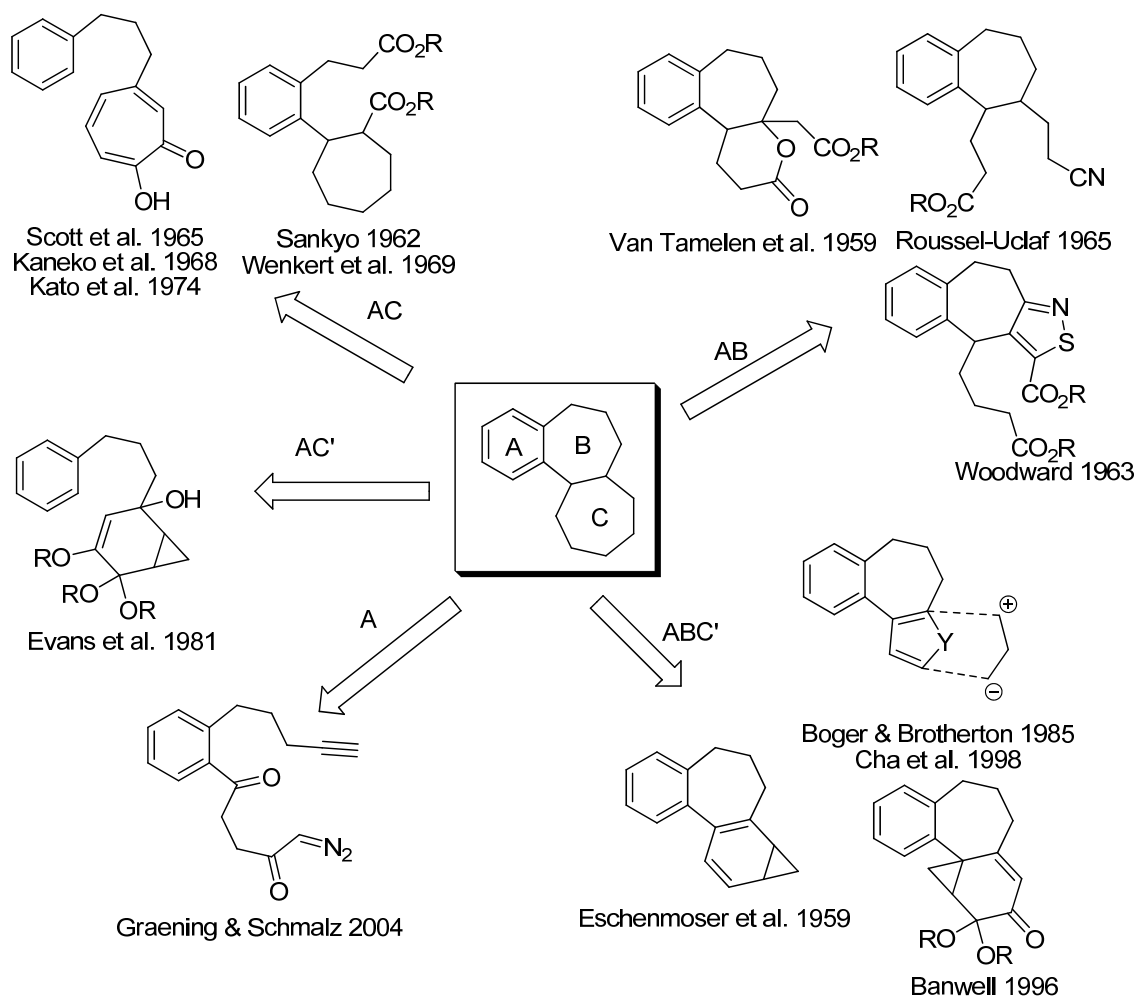 CO2R
CO2R
O
OH
Scott et al. 1965
Kaneko et al. 1968
Kato et al. 1974
Sankyo 1962
Wenkert et al. 1969
O
O
CO2R
Van Tamelen et al. 1959
RO2C
CN
Roussel-Uclaf 1965
N
S
CO2R
CO2R
Woodward 1963
AC
AB
A
B
C
AC'
OH
RO
RO
OR
Evans et al. 1981
A
ABC'
O
N2
O
Graening & Schmalz 2004
Y
+
−
Boger & Brotherton 1985
Cha et al. 1998
Eschenmoser et al. 1959
RO
OR
O
Banwell 1996